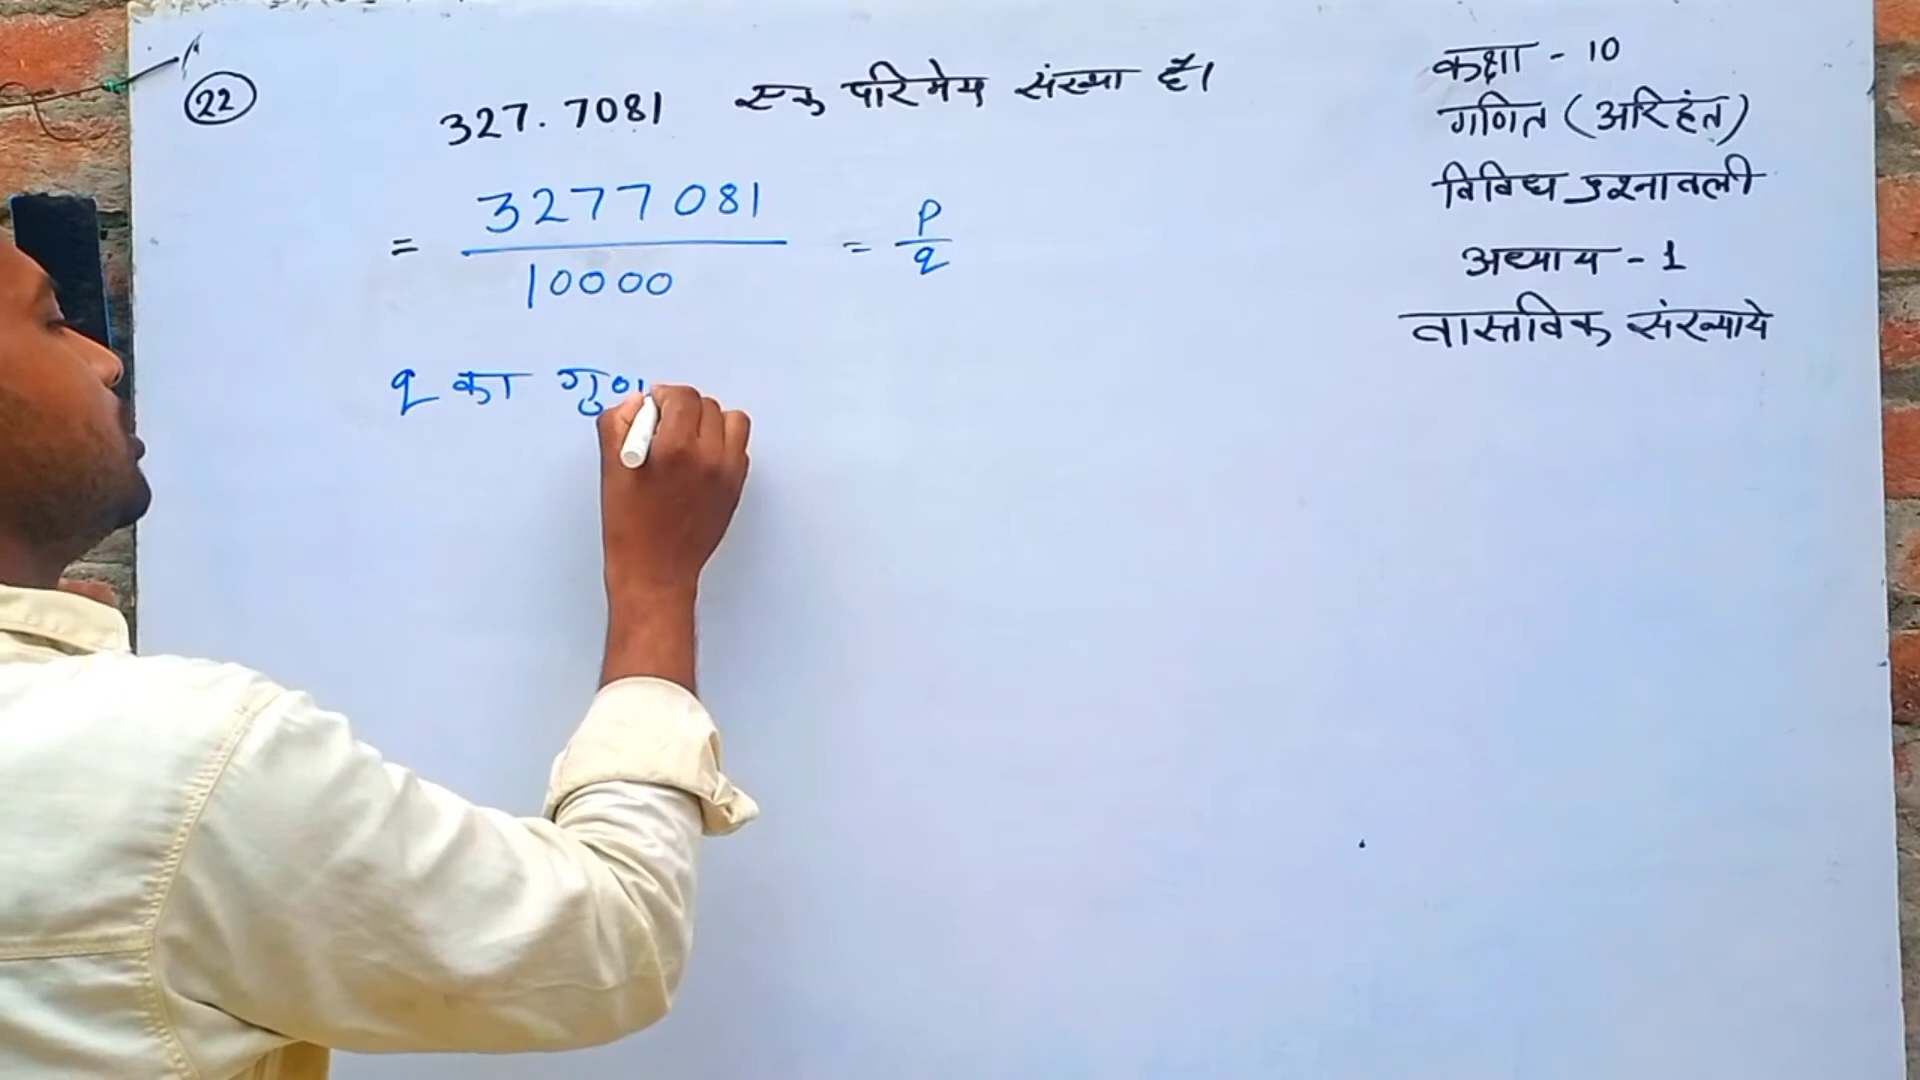 22 327.7081 एक परिमेय संख्या है।
= 3277081 / 10000 = P / q
q का गुण
कक्षा - 10
गणित (अरिहंत)
विविध प्रश्नावली
अध्याय - 1
वास्तविक संख्याये